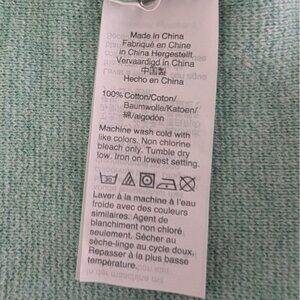 Made in China
Fabriqué en Chine
in China Hergestellt
Vervaardigd in China
中国製
Hecho en China
100% Cotton/Coton/
Baumwolle/Katoen/
綿/algodón
Machine wash cold with
like colors. Non chlorine
bleach only. Tumble dry
low. Iron on lowest setting.
Laver à la machine à l'eau
froide avec des couleurs
similaires. Agent de
blanchiment non chloré
seulement. Sécher au
sèche-linge au cycle doux.
Repasser à la plus basse
température.